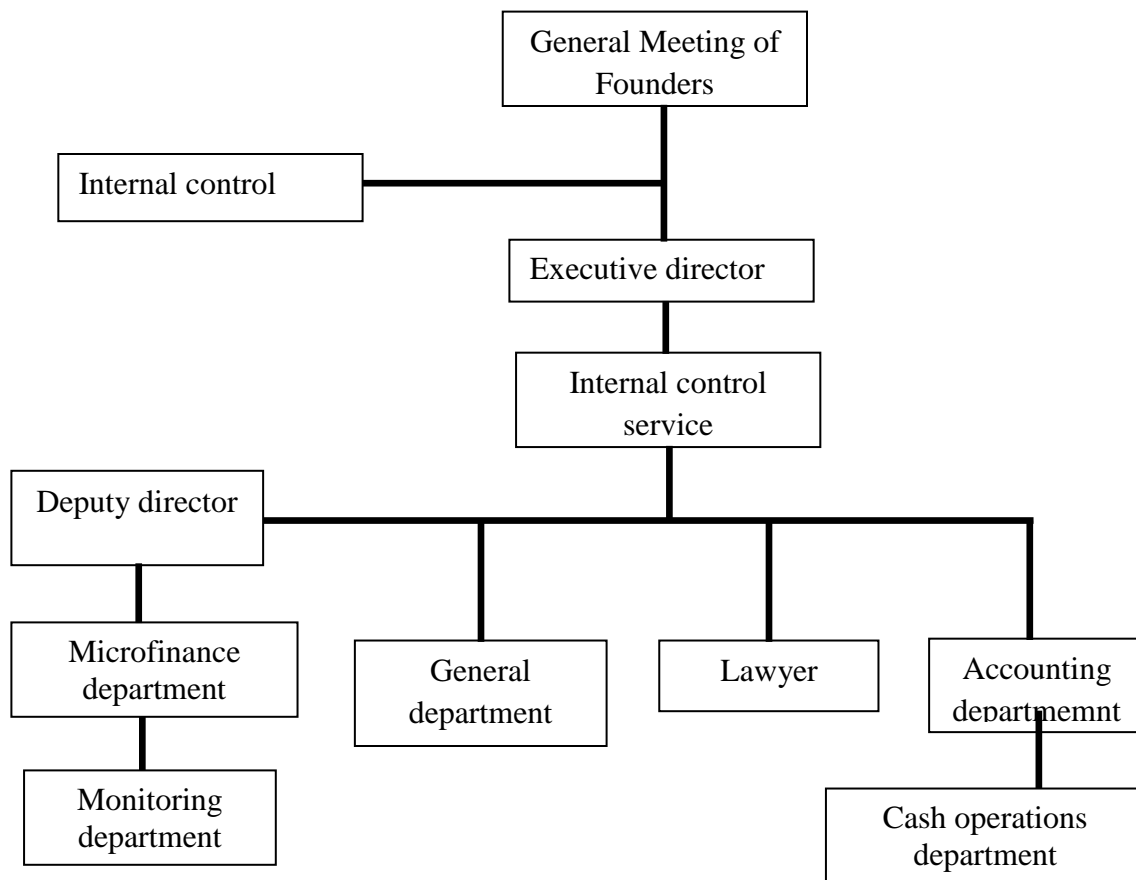 General Meeting of
Founders
Internal control
Executive director
Internal control
service
Deputy director
Microfinance
department
General
department
Lawyer
Accounting
departmemnt
Monitoring
department
Cash operations
department